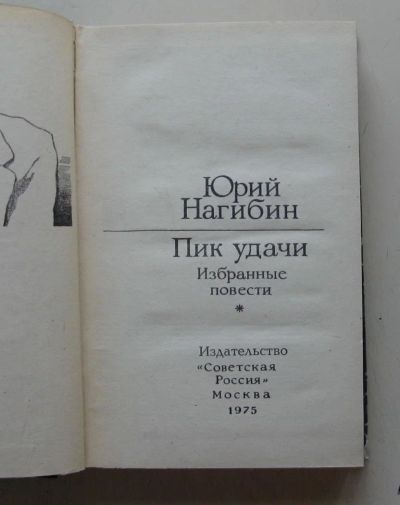 Юрий
Нагибин
Пик удачи
Избранные
повести
*
Издательство
«Советская
Россия»
Москва
1975